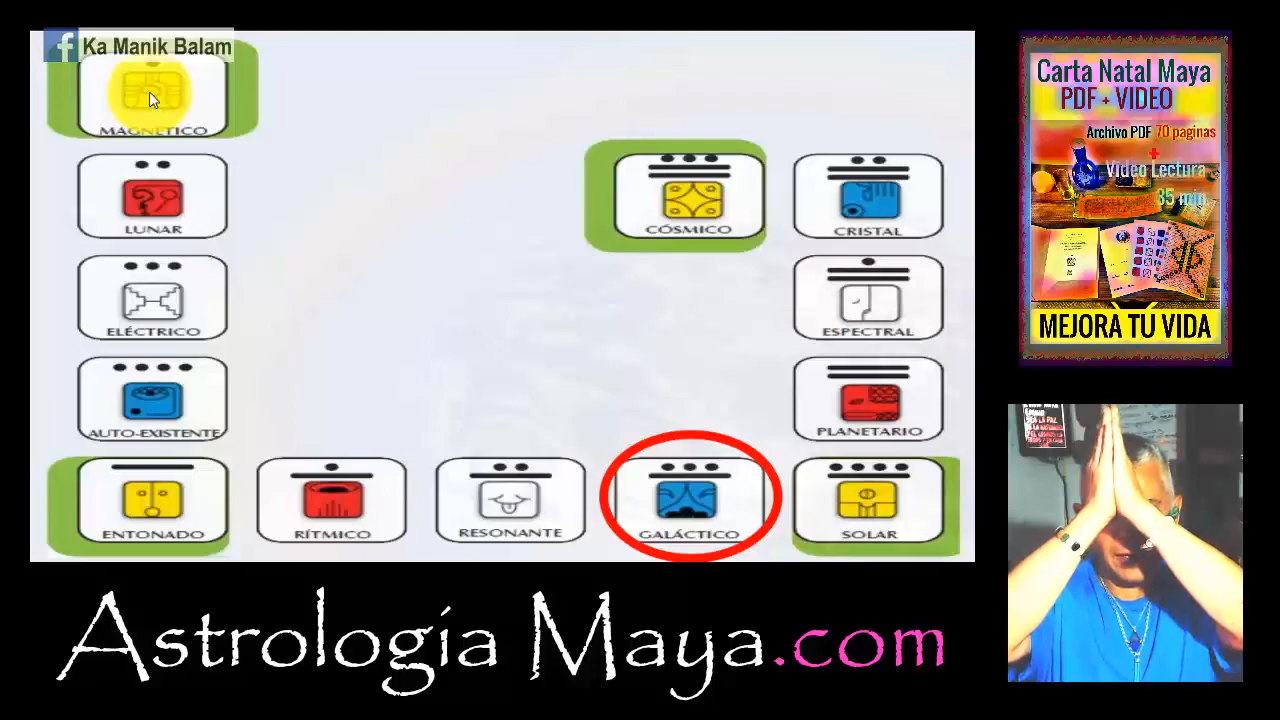 Ka Manik Balam
MAGNÉTICO
LUNAR
ELÉCTRICO
AUTO-EXISTENTE
ENTONADO
RÍTMICO
RESONANTE
GALÁCTICO
SOLAR
PLANETARIO
ESPECTRAL
CRISTAL
CÓSMICO
Carta Natal Maya
PDF + VIDEO
Archivo PDF 70 paginas
+
Video Lectura
35 min
MEJORA TU VIDA
Astrología Maya.com